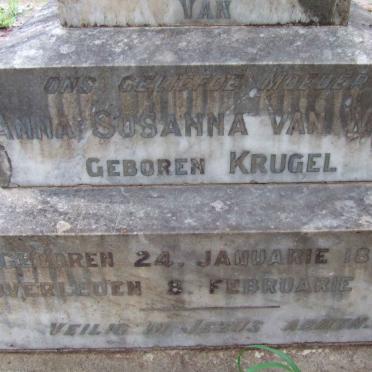 VAN
ONS GELIEFDE MOEDER
ANNA SUSANNA VAN
GEBOREN KRUGEL
GEBOREN 24. JANUARIE 18
OVERLEDEN 8. FEBRUARIE
VEILIG IN JESUS ARMEN.